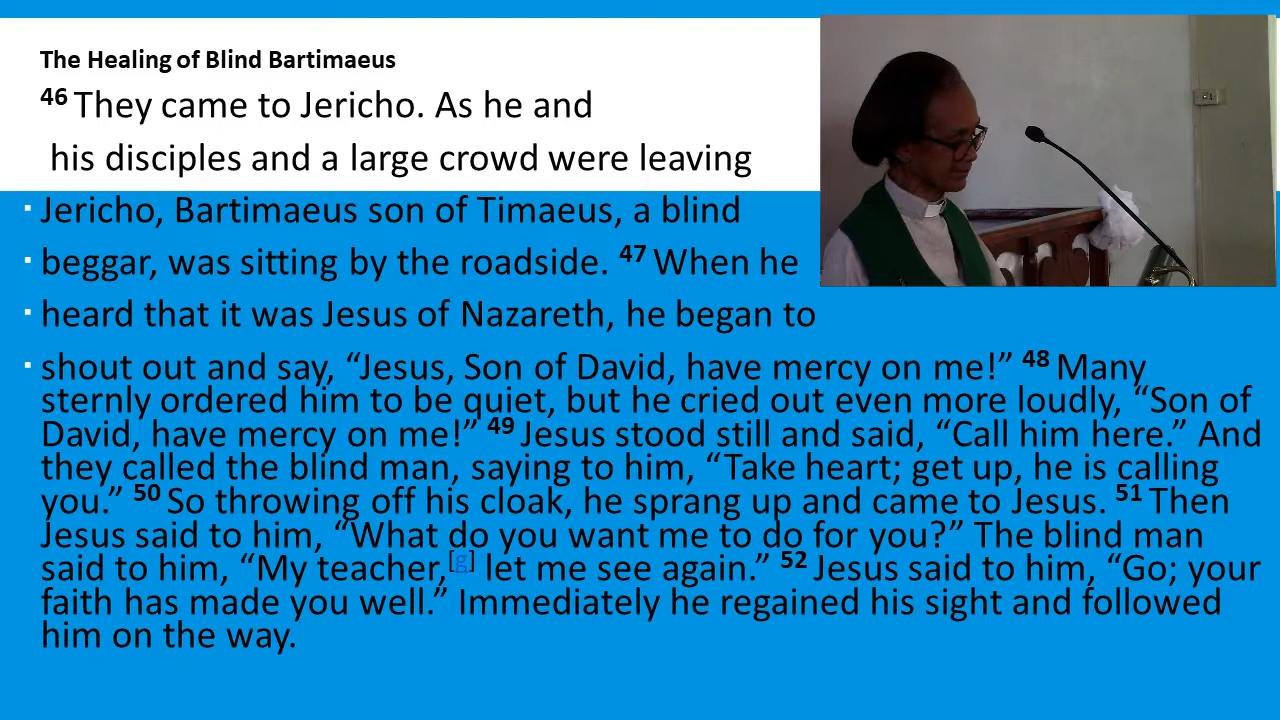 The Healing of Blind Bartimaeus
46 They came to Jericho. As he and
his disciples and a large crowd were leaving
▪ Jericho, Bartimaeus son of Timaeus, a blind
▪ beggar, was sitting by the roadside. 47 When he
▪ heard that it was Jesus of Nazareth, he began to
▪ shout out and say, “Jesus, Son of David, have mercy on me!” 48 Many
sternly ordered him to be quiet, but he cried out even more loudly, “Son of
David, have mercy on me!” 49 Jesus stood still and said, “Call him here.” And
they called the blind man, saying to him, “Take heart; get up, he is calling
you.” 50 So throwing off his cloak, he sprang up and came to Jesus. 51 Then
Jesus said to him, “What do you want me to do for you?” The blind man
said to him, “My teacher,[g] let me see again.” 52 Jesus said to him, “Go; your
faith has made you well.” Immediately he regained his sight and followed
him on the way.